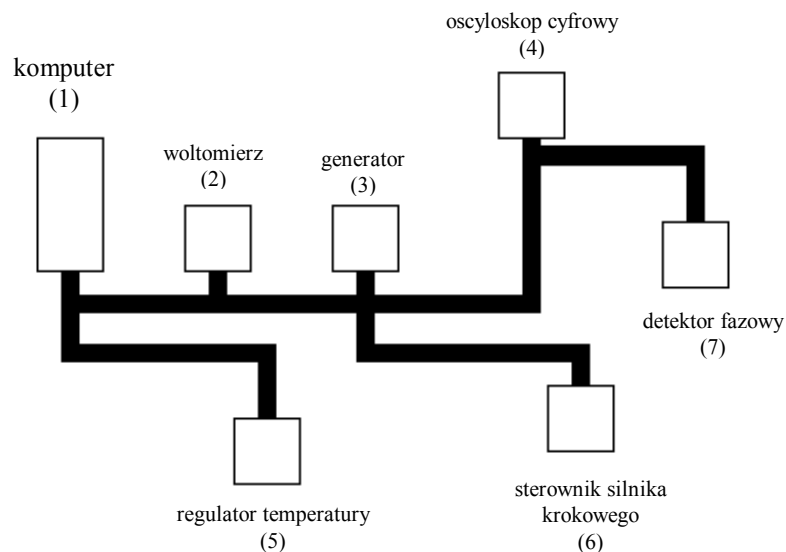 oscyloskop cyfrowy
(4)
komputer
(1)
woltomierz
(2)
generator
(3)
detektor fazowy
(7)
regulator temperatury
(5)
sterownik silnika
krokowego
(6)